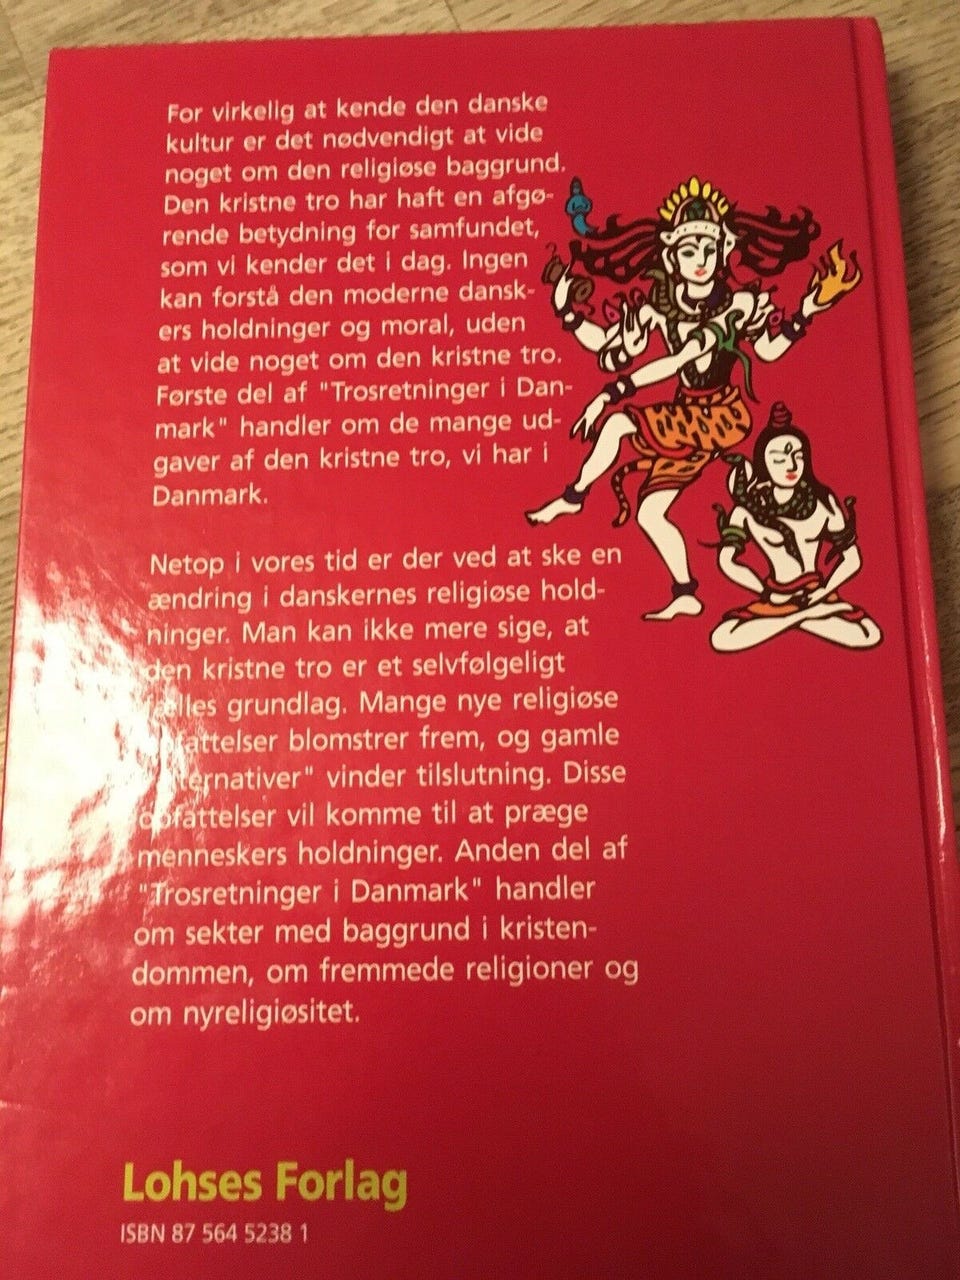 For virkelig at kende den danske
kultur er det nødvendigt at vide
noget om den religiøse baggrund.
Den kristne tro har haft en afgø-
rende betydning for samfundet,
som vi kender det i dag. Ingen
kan forstå den moderne dansk-
ers holdninger og moral, uden
at vide noget om den kristne tro.
Første del af "Trosretninger i Dan-
mark" handler om de mange ud-
gaver af den kristne tro, vi har i
Danmark.
Netop i vores tid er der ved at ske en
ændring i danskernes religiøse hold-
ninger. Man kan ikke mere sige, at
den kristne tro er et selvfølgeligt
fælles grundlag. Mange nye religiøse
opfattelser blomstrer frem, og gamle
vinder tilslutning. Disse
opfattelser vil komme til at præge
menneskers holdninger. Anden del af
"Trosretninger i Danmark" handler
om sekter med baggrund i kristen-
dommen, om fremmede religioner og
om nyreligiøsitet.
Lohses Forlag
ISBN 87 564 5238 1